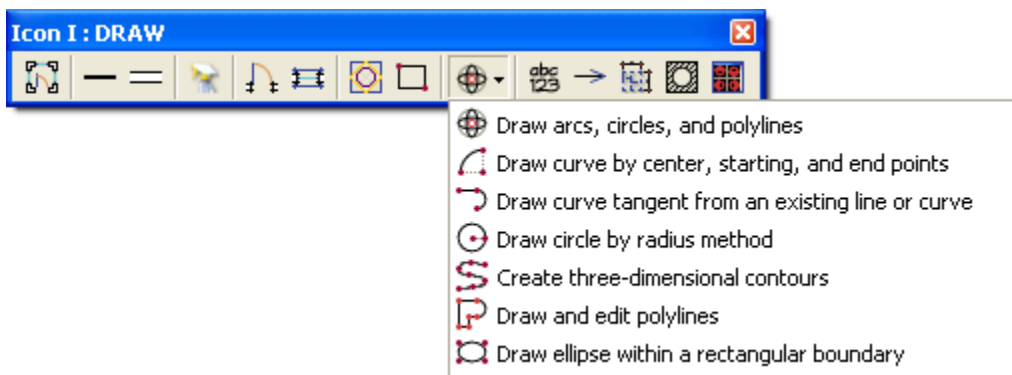 Icon I : DRAW
abc
123
Draw arcs, circles, and polylines
Draw curve by center, starting, and end points
Draw curve tangent from an existing line or curve
Draw circle by radius method
Create three-dimensional contours
Draw and edit polylines
Draw ellipse within a rectangular boundary